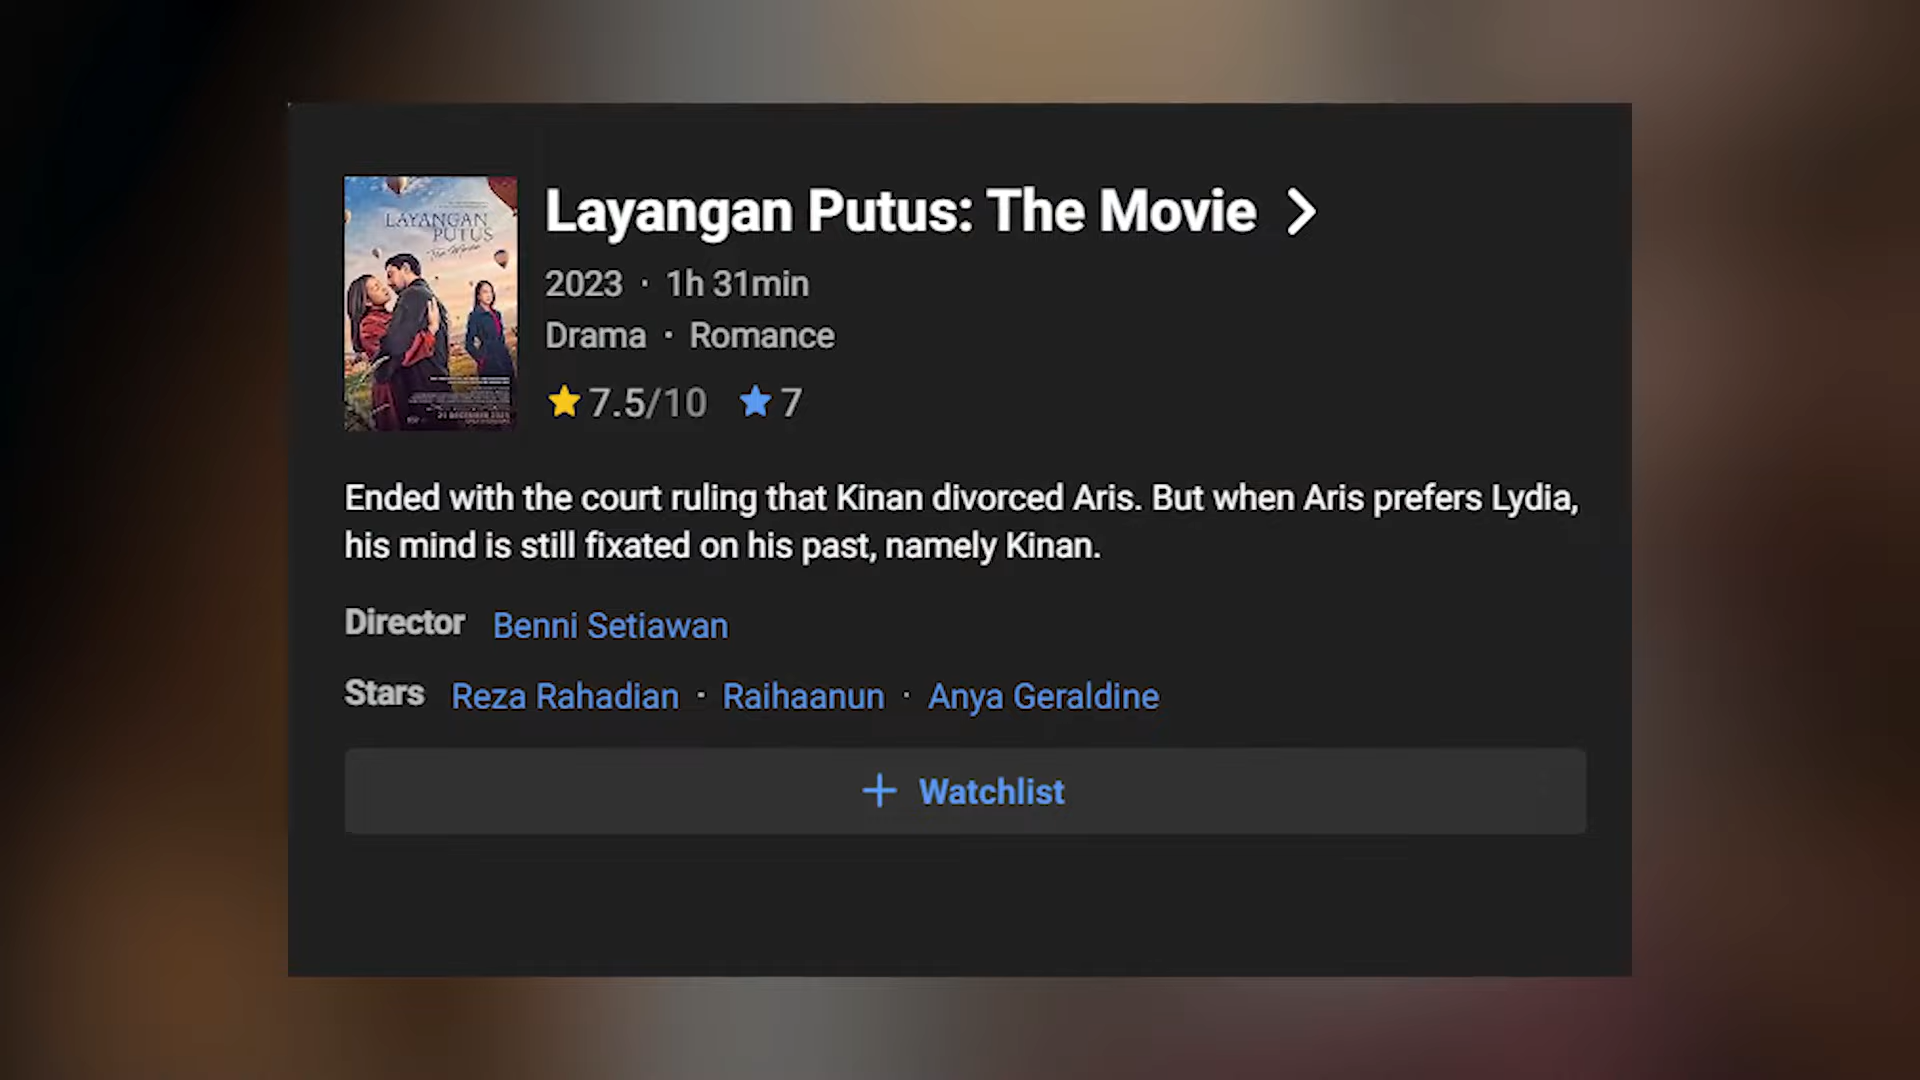 LAYANGAN
PUTUS
The Movie
Layangan Putus: The Movie
2023 · 1h 31min
Drama · Romance
7.5/10 7
Ended with the court ruling that Kinan divorced Aris. But when Aris prefers Lydia,
his mind is still fixated on his past, namely Kinan.
Director Benni Setiawan
Stars Reza Rahadian · Raihaanun · Anya Geraldine
+ Watchlist